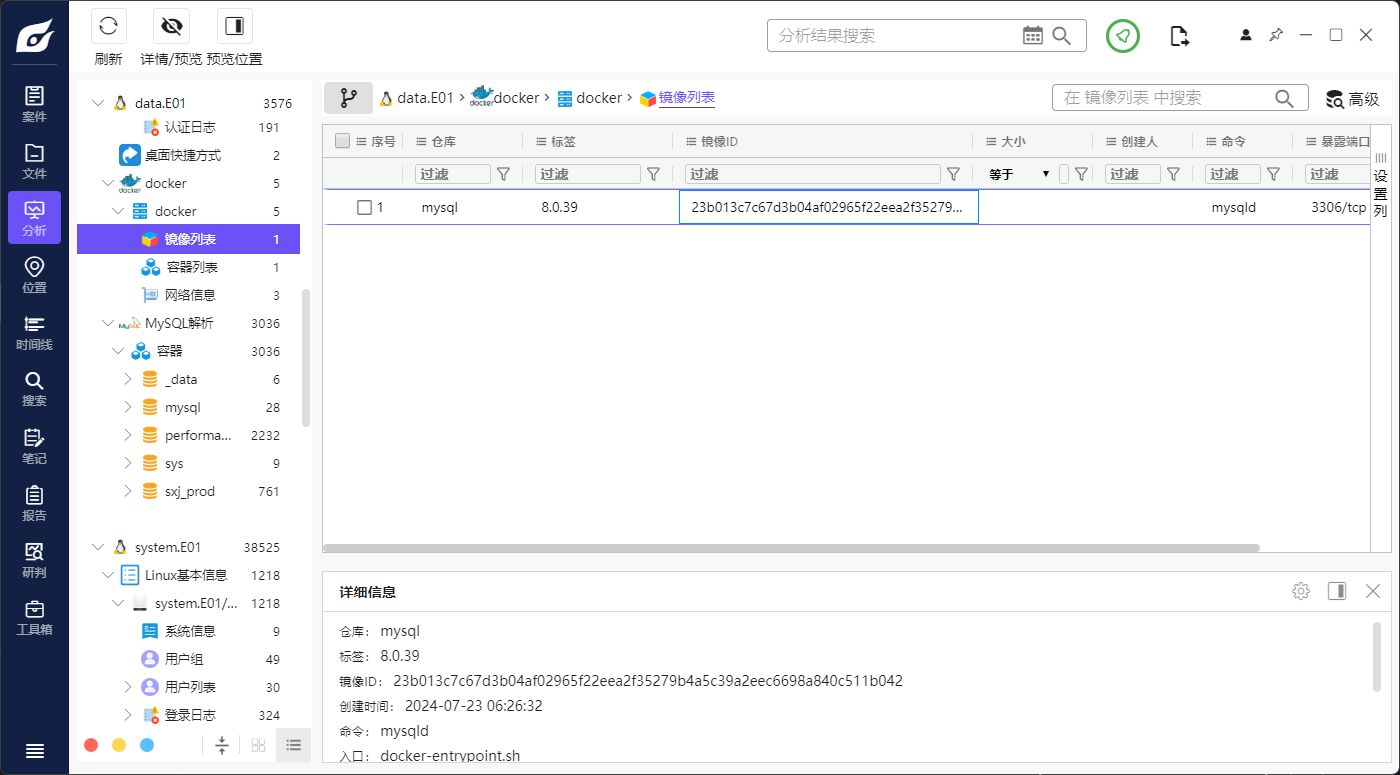 刷新
详情/预览
预览位置
分析结果搜索
案件
文件
分析
位置
时间线
搜索
笔记
报告
研判
工具箱
data.E01 3576
认证日志 191
桌面快捷方式 2
docker 5
docker 5
镜像列表 1
容器列表 1
网络信息 3
MySQL解析 3036
容器 3036
_data 6
mysql 28
performa... 2232
sys 9
sxj_prod 761
system.E01 38525
Linux基本信息 1218
system.E01/... 1218
系统信息 9
用户组 49
用户列表 30
登录日志 324
data.E01 > docker > docker > 镜像列表
在 镜像列表 中搜索
高级
序号 仓库 标签 镜像ID 大小 创建人 命令 暴露端口
过滤 过滤 过滤 等于 过滤 过滤 过滤
1 mysql 8.0.39 23b013c7c67d3b04af02965f22eea2f35279... mysqld 3306/tcp
设置列
详细信息
仓库： mysql
标签： 8.0.39
镜像ID： 23b013c7c67d3b04af02965f22eea2f35279b4a5c39a2eec6698a840c511b042
创建时间： 2024-07-23 06:26:32
命令： mysqld
入口： docker-entrypoint.sh